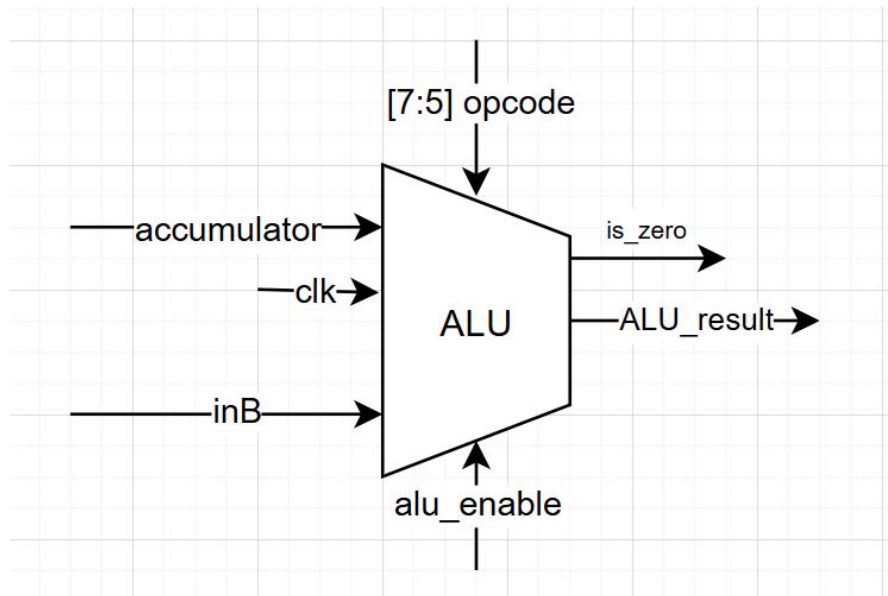 [7:5] opcode
accumulator
is_zero
clk
ALU
ALU_result
inB
alu_enable